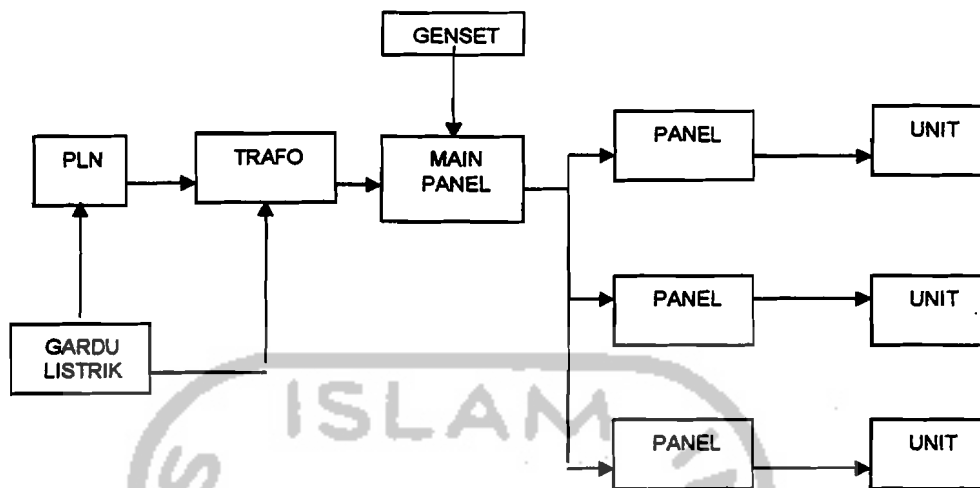 GENSET
PLN
TRAFO
MAIN
PANEL
PANEL
UNIT
PANEL
UNIT
GARDU
LISTRIK
ISLAM
PANEL
UNIT